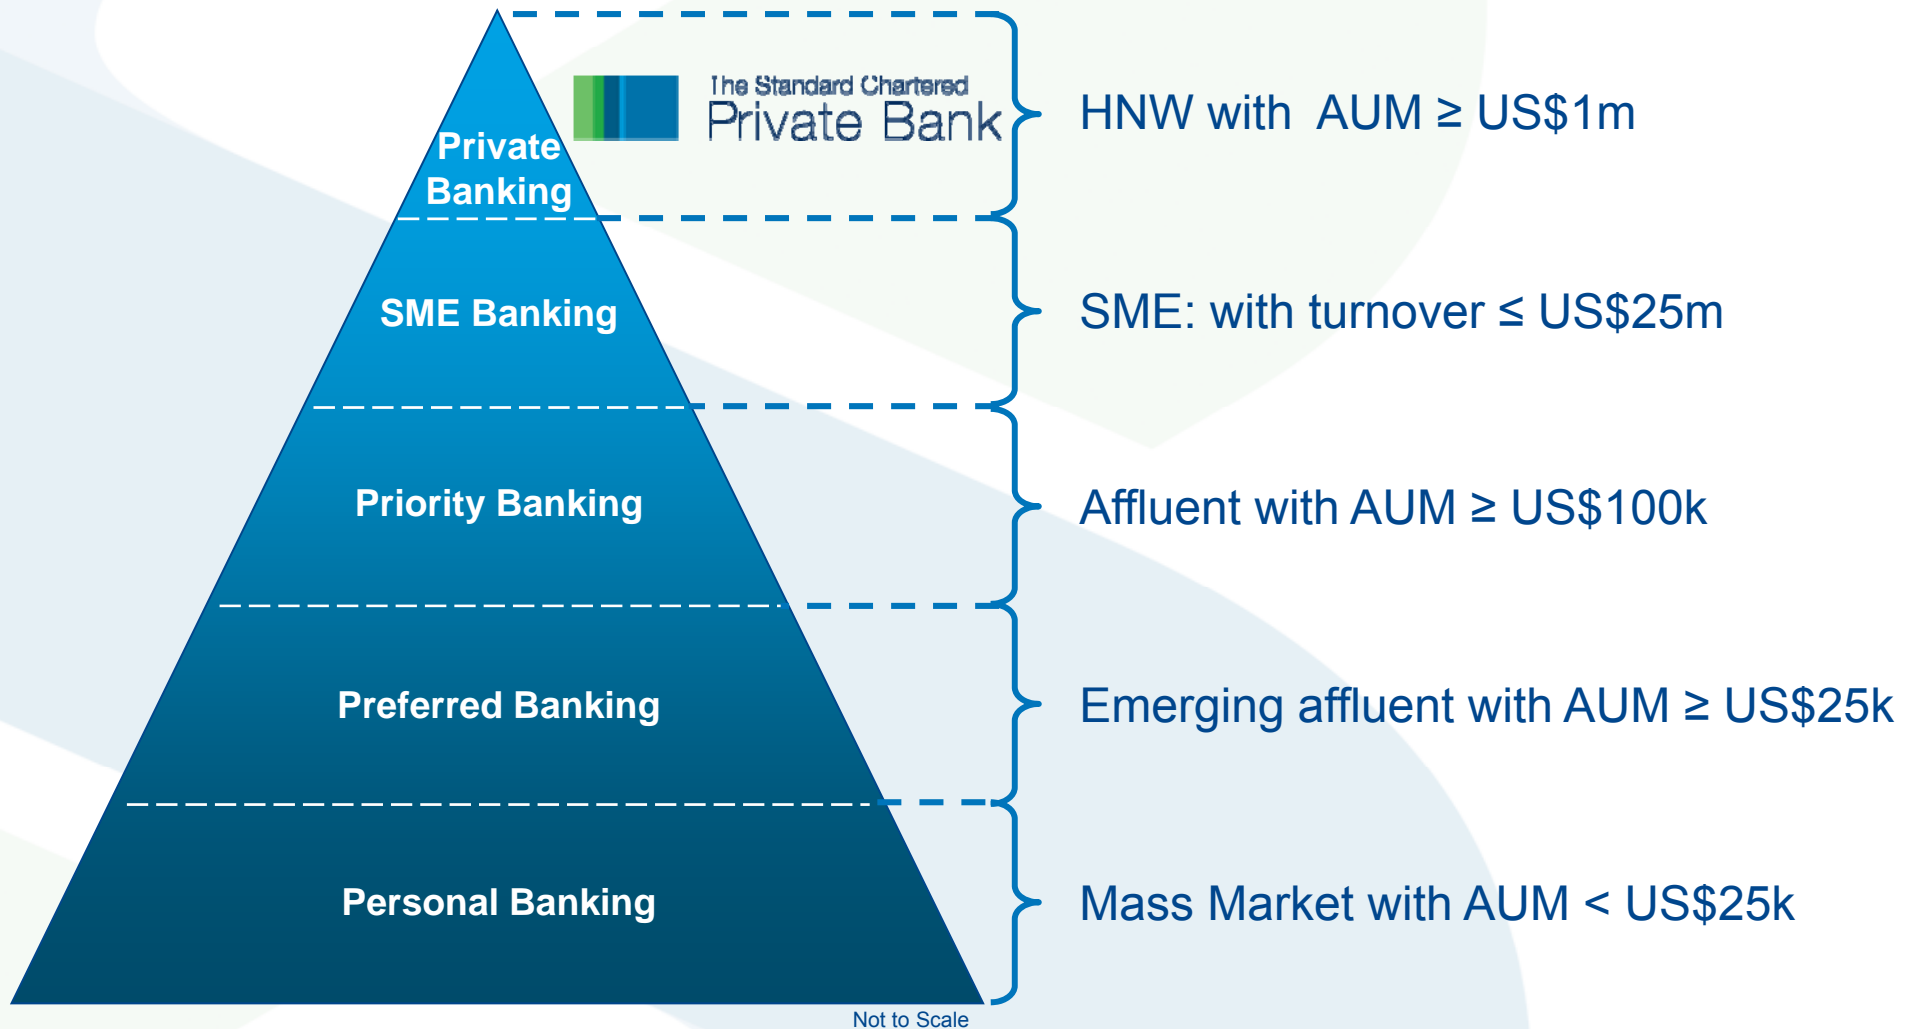 The Standard Chartered
Private Bank
Private
Banking
HNW with AUM ≥ US$1m
SME Banking
SME: with turnover ≤ US$25m
Priority Banking
Affluent with AUM ≥ US$100k
Preferred Banking
Emerging affluent with AUM ≥ US$25k
Personal Banking
Mass Market with AUM < US$25k
Not to Scale